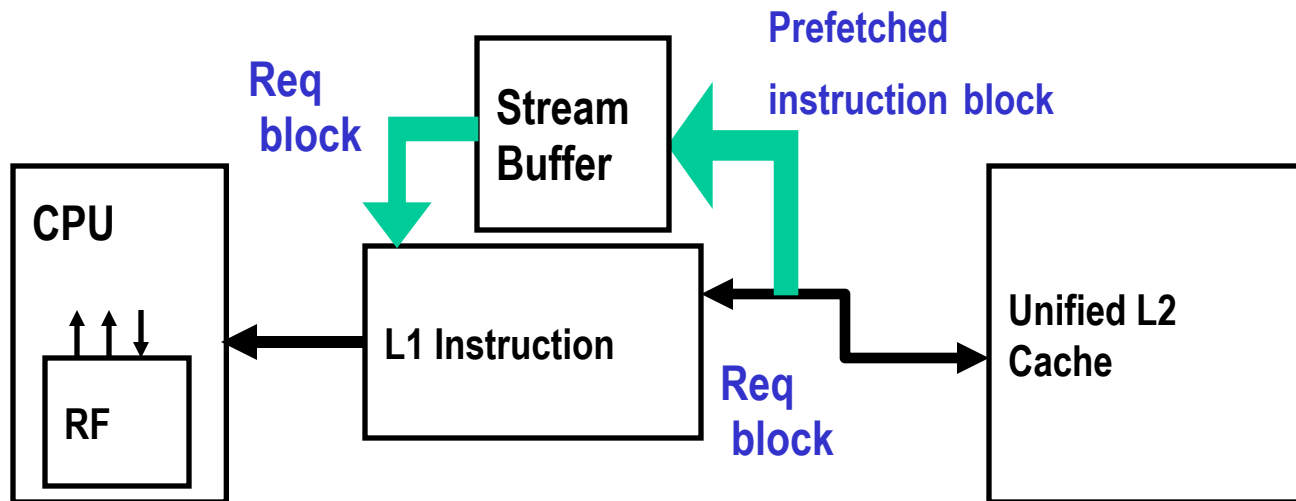 Prefetched
instruction block
Req
block
Stream
Buffer
CPU
RF
L1 Instruction
Req
block
Unified L2
Cache